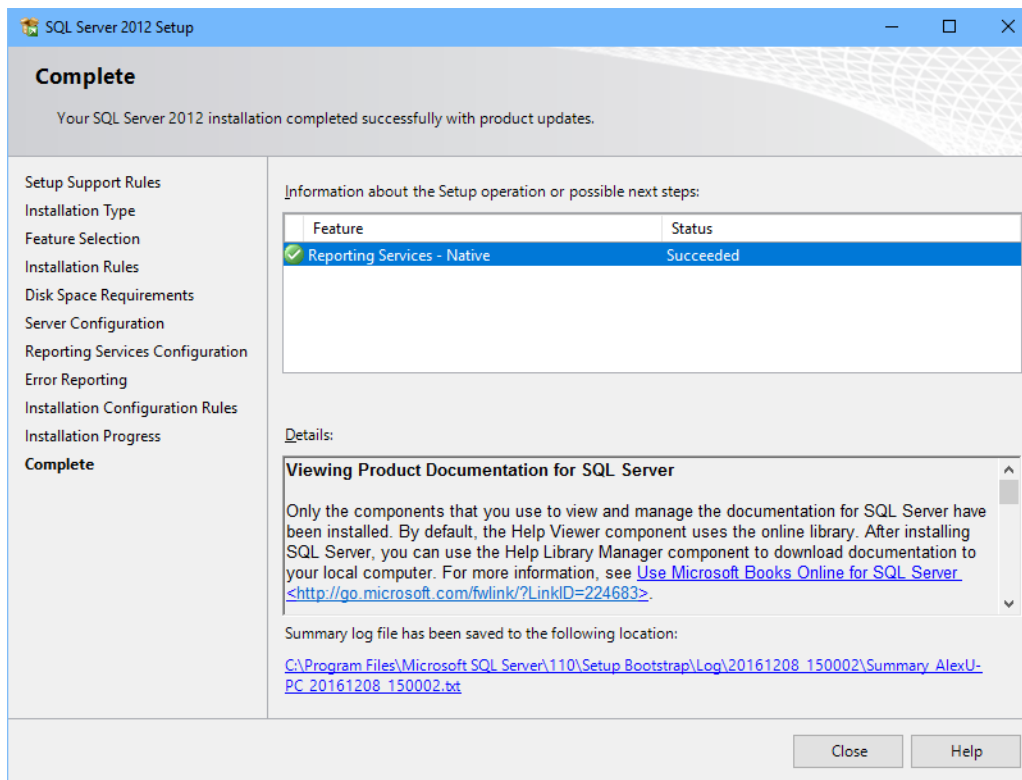 SQL Server 2012 Setup
Complete
Your SQL Server 2012 installation completed successfully with product updates.
Setup Support Rules
Installation Type
Feature Selection
Installation Rules
Disk Space Requirements
Server Configuration
Reporting Services Configuration
Error Reporting
Installation Configuration Rules
Installation Progress
Complete
Information about the Setup operation or possible next steps:
Feature Status
Reporting Services - Native Succeeded
Details:
Viewing Product Documentation for SQL Server
Only the components that you use to view and manage the documentation for SQL Server have
been installed. By default, the Help Viewer component uses the online library. After installing
SQL Server, you can use the Help Library Manager component to download documentation to
your local computer. For more information, see Use Microsoft Books Online for SQL Server
<http://go.microsoft.com/fwlink/?LinkID=224683>.
Summary log file has been saved to the following location:
C:\Program Files\Microsoft SQL Server\110\Setup Bootstrap\Log\20161208_150002\Summary_AlexU-
PC_20161208_150002.txt
Close Help